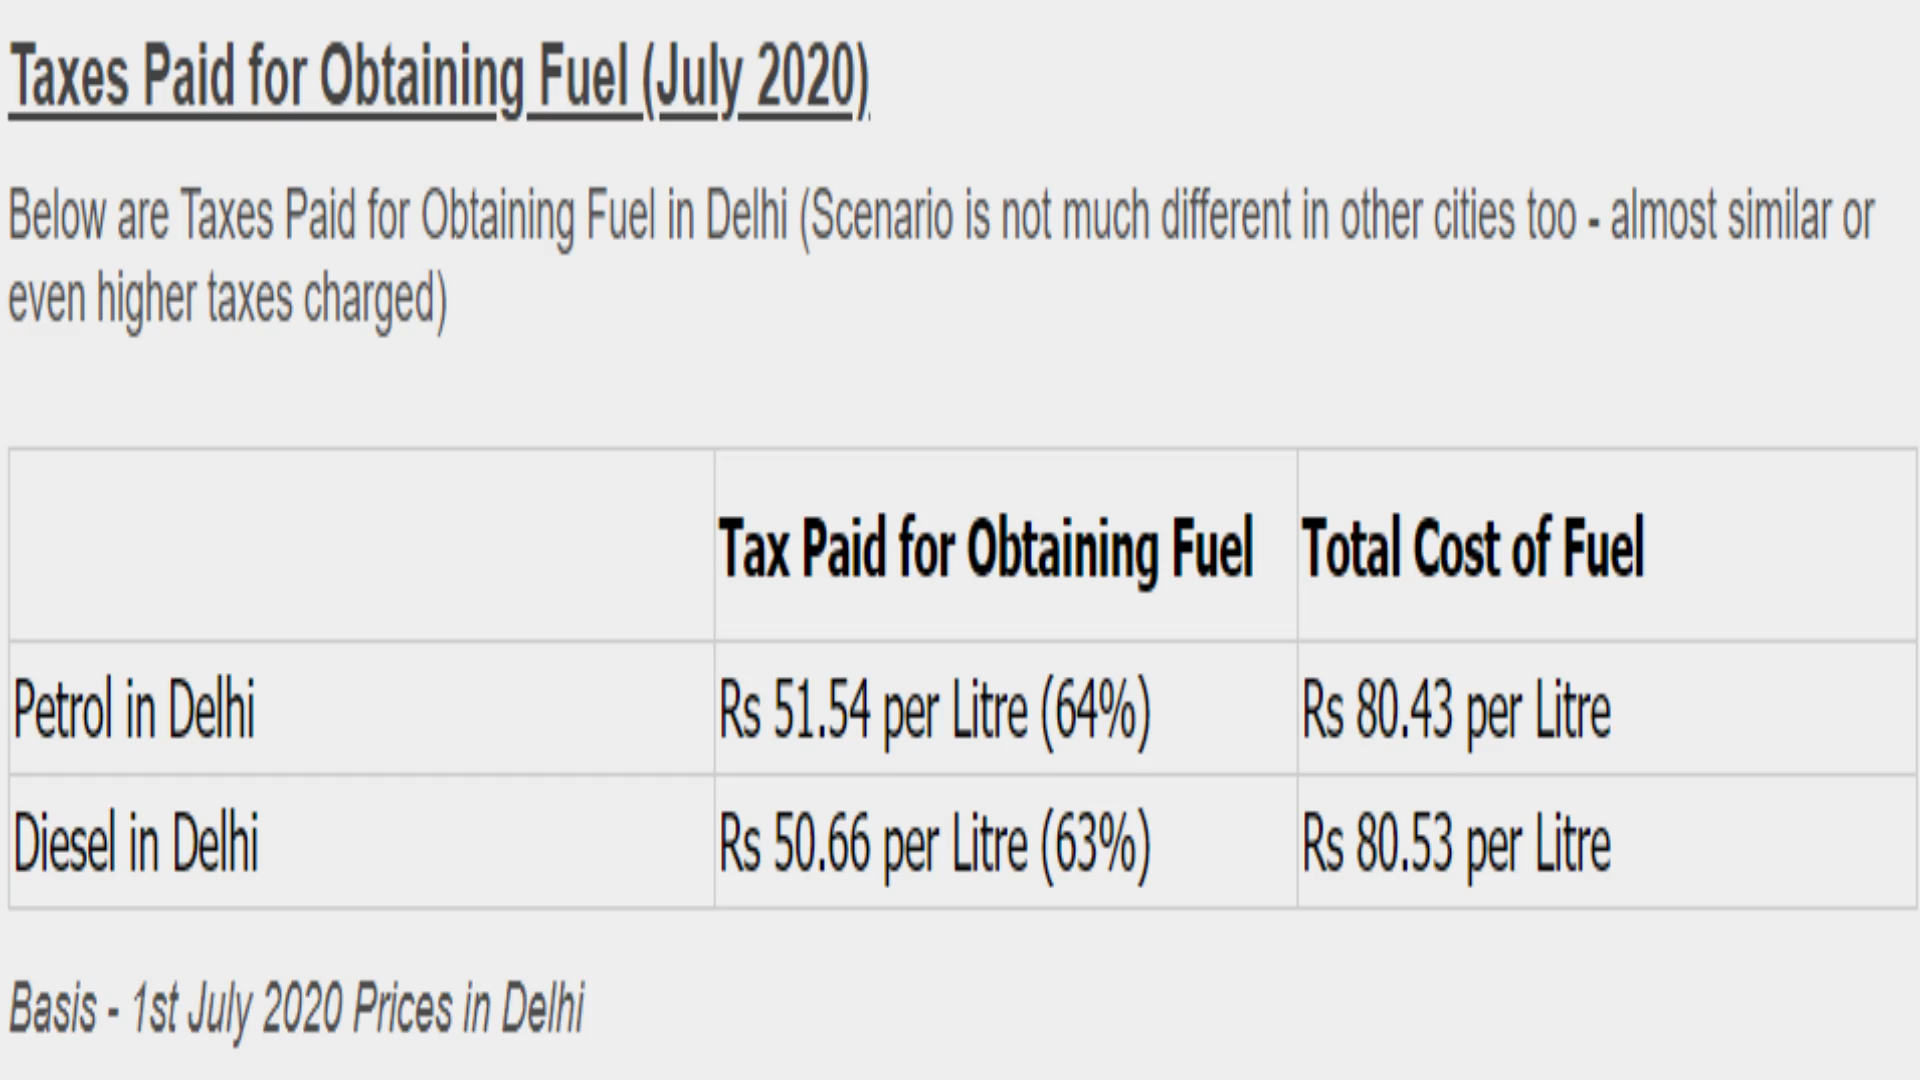 Taxes Paid for Obtaining Fuel (July 2020)
Below are Taxes Paid for Obtaining Fuel in Delhi (Scenario is not much different in other cities too - almost similar or
even higher taxes charged)
Tax Paid for Obtaining Fuel Total Cost of Fuel
Petrol in Delhi Rs 51.54 per Litre (64%) Rs 80.43 per Litre
Diesel in Delhi Rs 50.66 per Litre (63%) Rs 80.53 per Litre
Basis - 1st July 2020 Prices in Delhi